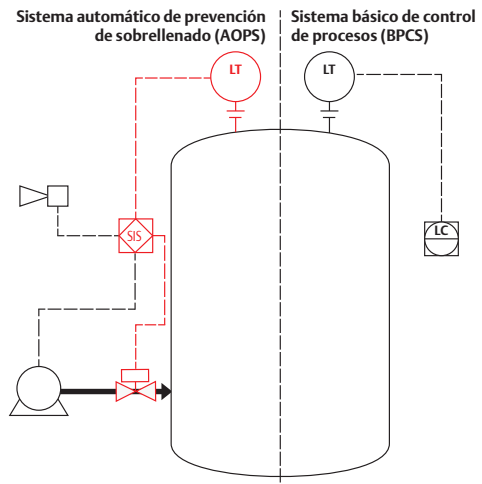 Sistema automático de prevención
de sobrellenado (AOPS)
Sistema básico de control
de procesos (BPCS)
LT
LT
SIS
LC